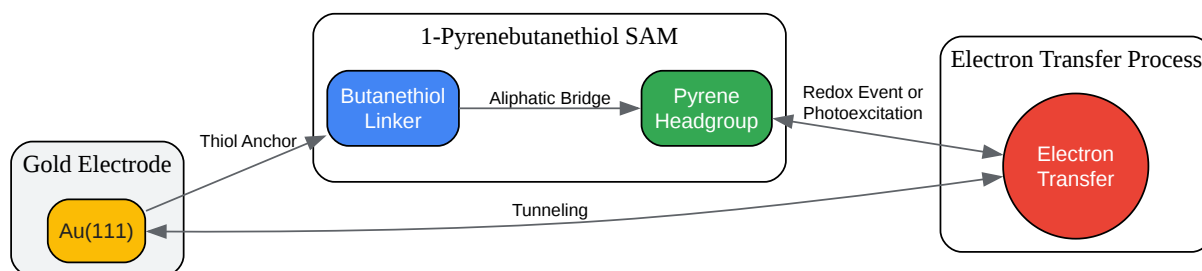 1-Pyrenebutanethiol SAM
Electron Transfer Process
Butanethiol
Linker
Aliphatic Bridge
Pyrene
Headgroup
Redox Event or
Photoexcitation
Thiol Anchor
Gold Electrode
Au(111)
Tunneling
Electron
Transfer